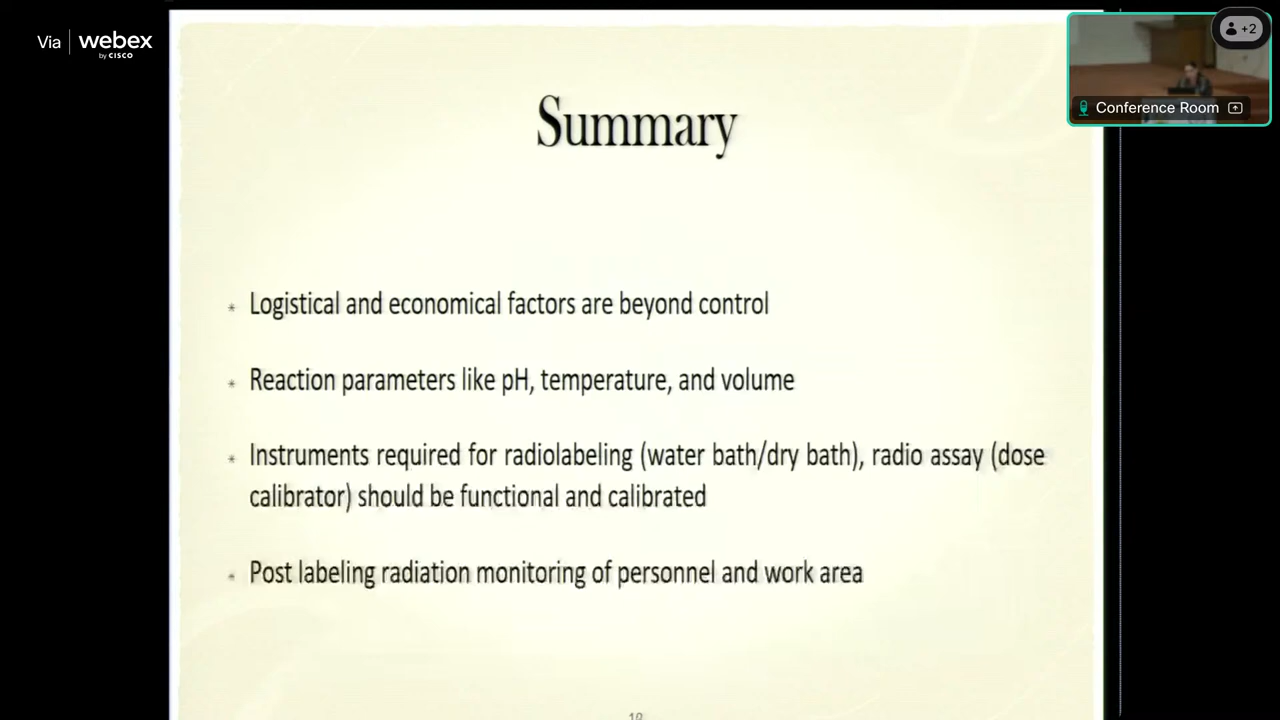 Via webex
by CISCO
+2
Conference Room
Summary
* Logistical and economical factors are beyond control
* Reaction parameters like pH, temperature, and volume
* Instruments required for radiolabeling (water bath/dry bath), radio assay (dose
calibrator) should be functional and calibrated
* Post labeling radiation monitoring of personnel and work area